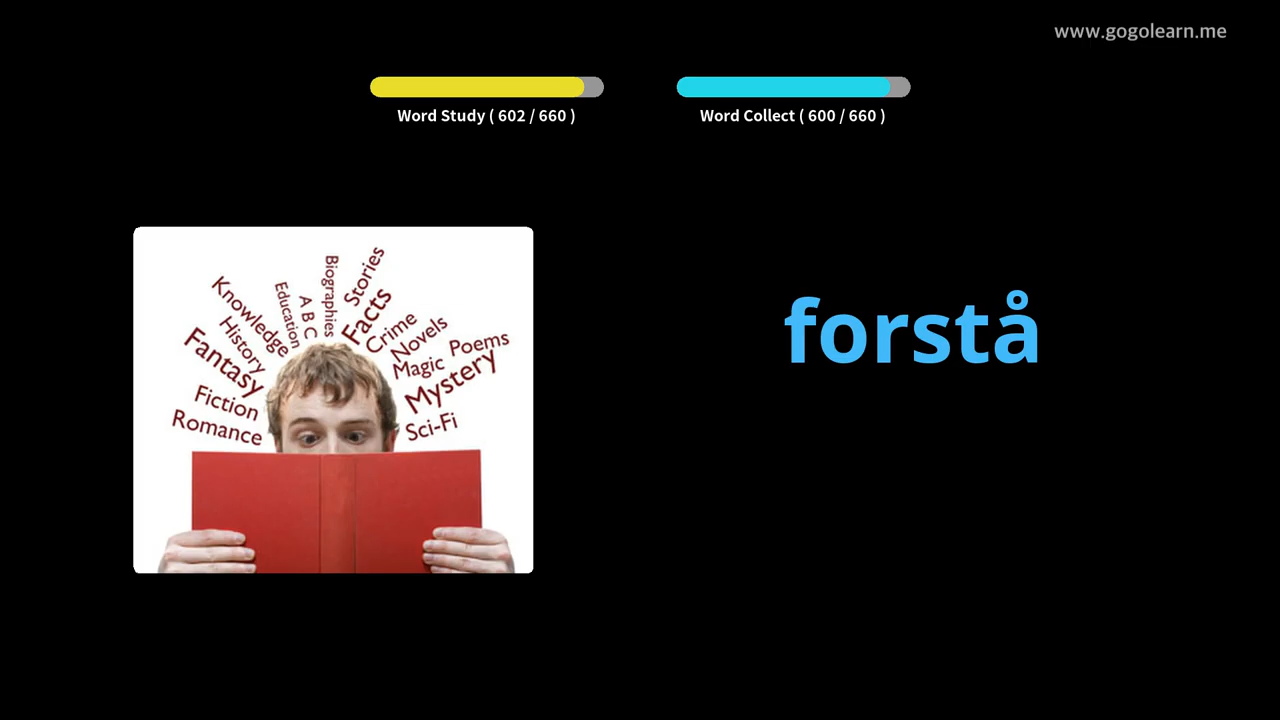 www.gogolearn.me
Word Study ( 602 / 660 )
Word Collect ( 600 / 660 )
forstå
Romance
Fiction
Fantasy
History
Knowledge
Education
A B C
Biographies
Stories
Facts
Crime
Novels
Magic
Poems
Mystery
Sci-Fi